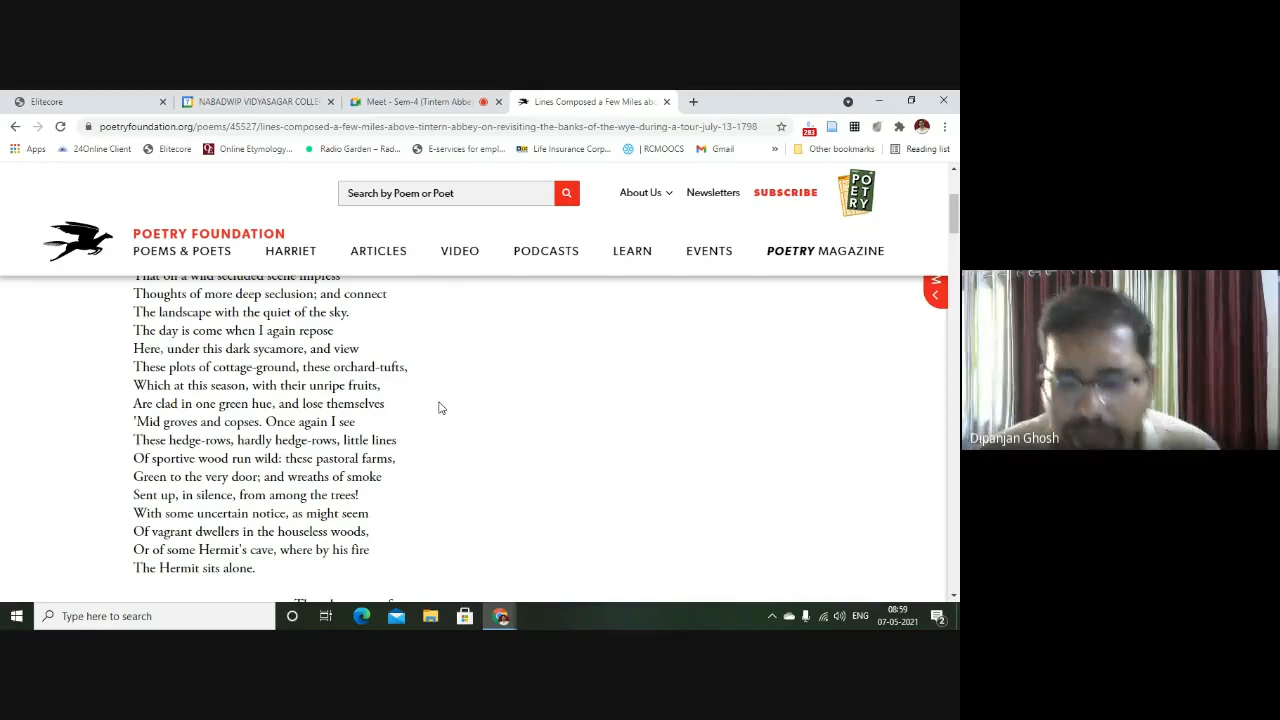 Elitecore
NABADWIP VIDYASAGAR COLLE
Meet - Sem-4 (Tintern Abbe
Lines Composed a Few Miles abo
poetryfoundation.org/poems/45527/lines-composed-a-few-miles-above-tintern-abbey-on-revisiting-the-banks-of-the-wye-during-a-tour-july-13-1798
283
Apps 24Online Client Elitecore Online Etymology... Radio Garden – Rad... E-services for empl... Life Insurance Corp... | RCMOOCS Gmail » Other bookmarks Reading list
Search by Poem or Poet
About Us Newsletters SUBSCRIBE
POETRY
POETRY FOUNDATION
POEMS & POETS HARRIET ARTICLES VIDEO PODCASTS LEARN EVENTS POETRY MAGAZINE
That on a wild secluded scene impress
Thoughts of more deep seclusion; and connect
The landscape with the quiet of the sky.
The day is come when I again repose
Here, under this dark sycamore, and view
These plots of cottage-ground, these orchard-tufts,
Which at this season, with their unripe fruits,
Are clad in one green hue, and lose themselves
'Mid groves and copses. Once again I see
These hedge-rows, hardly hedge-rows, little lines
Of sportive wood run wild: these pastoral farms,
Green to the very door; and wreaths of smoke
Sent up, in silence, from among the trees!
With some uncertain notice, as might seem
Of vagrant dwellers in the houseless woods,
Or of some Hermit's cave, where by his fire
The Hermit sits alone.
Dipanjan Ghosh
Type here to search
ENG
08:59
07-05-2021
2